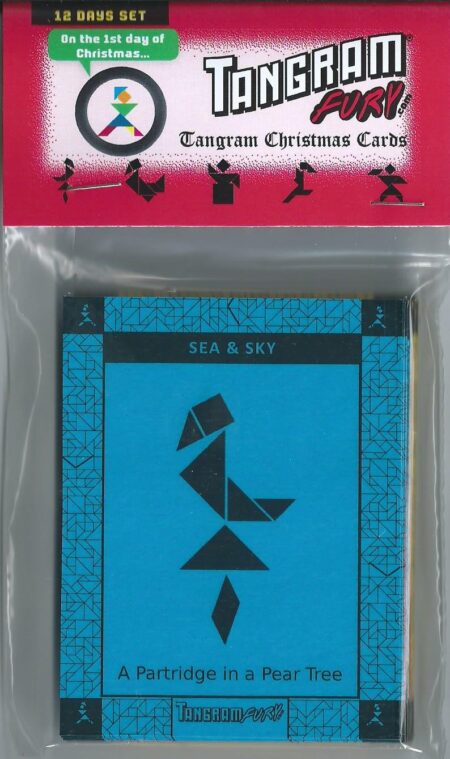 12 DAYS SET
On the 1st day of
Christmas...
TANGRAM
FURY.com
Tangram Christmas Cards
SEA & SKY
A Partridge in a Pear Tree
TANGRAM FURY